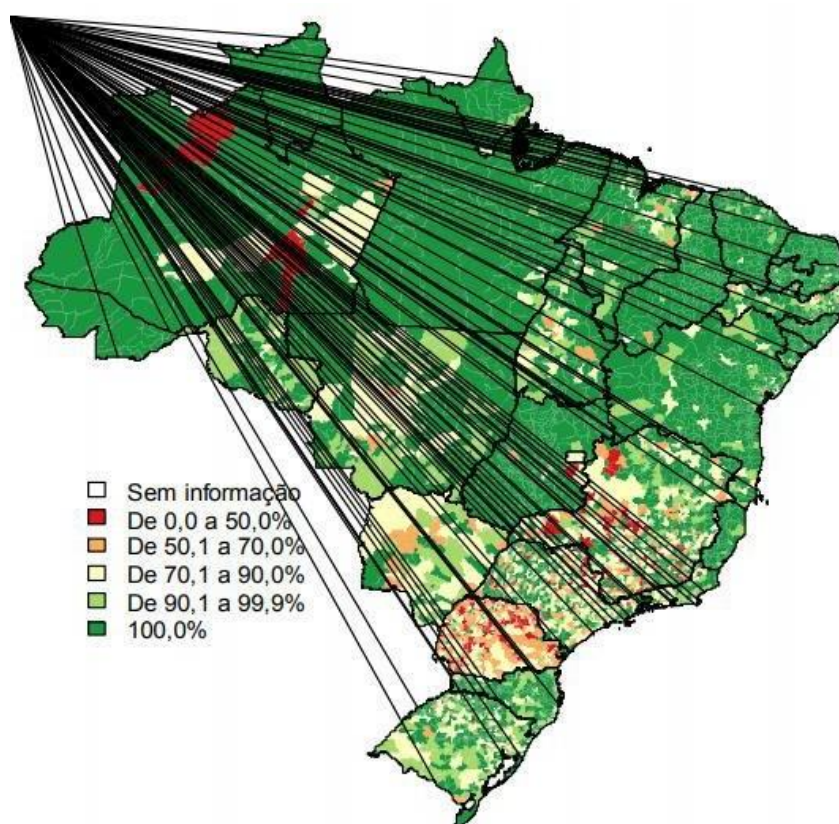 Sem informação
De 0,0 a 50,0%
De 50,1 a 70,0%
De 70,1 a 90,0%
De 90,1 a 99,9%
100,0%